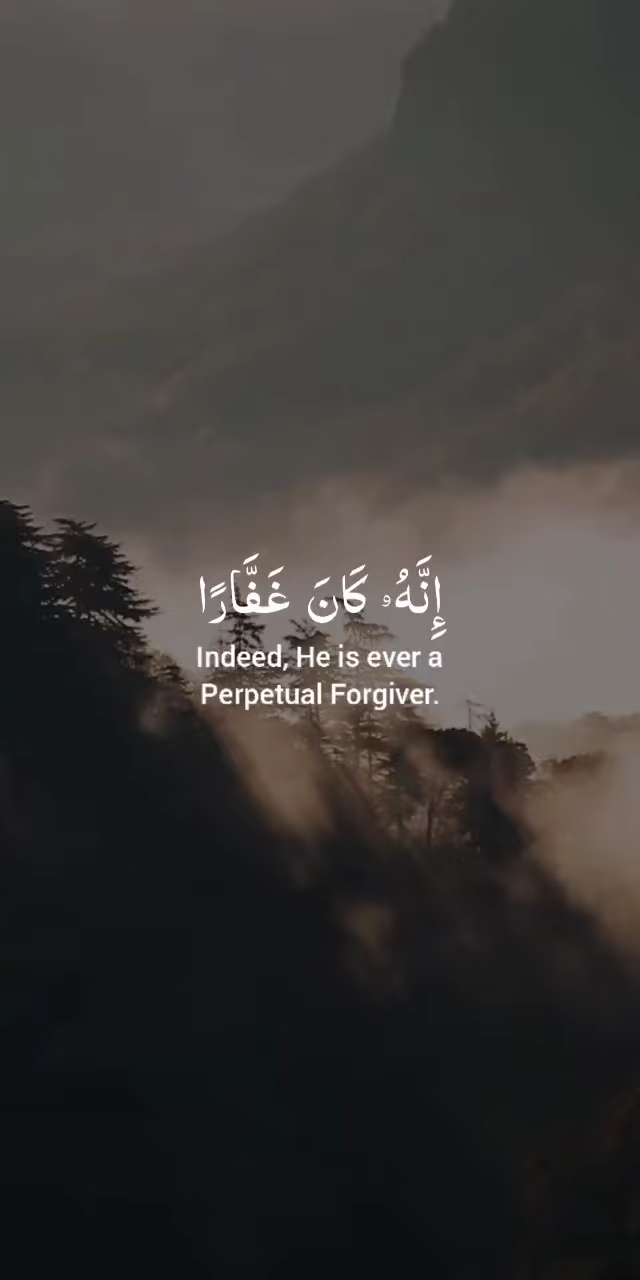 إِنَّهُۥ كَانَ غَفَّارًا
Indeed, He is ever a
Perpetual Forgiver.